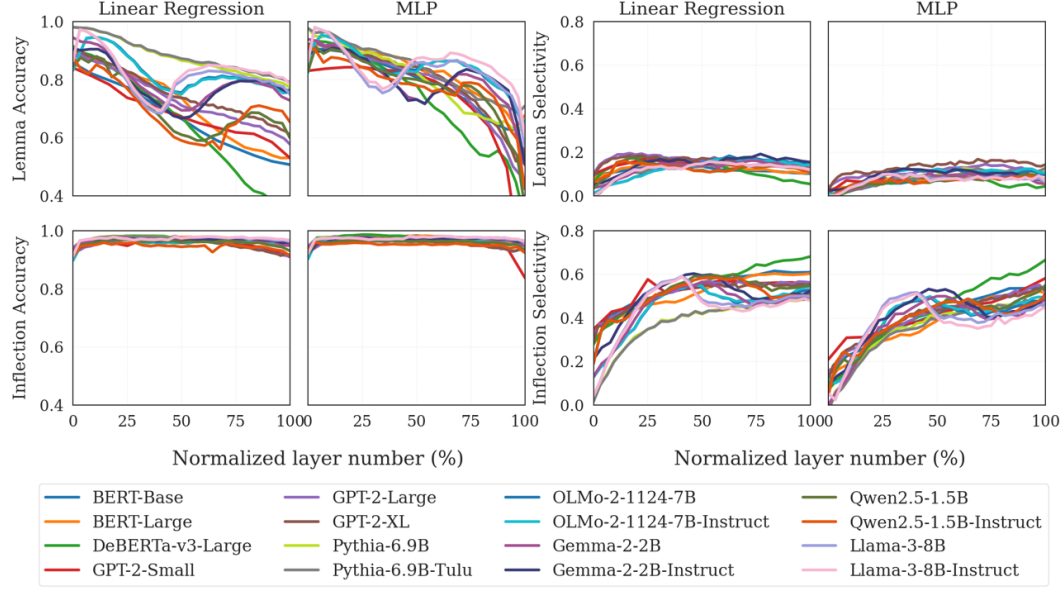 Linear Regression
MLP
Linear Regression
MLP
Lemma Accuracy
1.0
0.8
0.6
0.4
Lemma Selectivity
0.8
0.6
0.4
0.2
0.0
Inflection Accuracy
1.0
0.8
0.6
0.4
Inflection Selectivity
0.8
0.6
0.4
0.2
0.0
0 25 50 75 100 0 25 50 75 100
0 25 50 75 100 0 25 50 75 100
Normalized layer number (%)
Normalized layer number (%)
BERT-Base
BERT-Large
DeBERTa-v3-Large
GPT-2-Small
GPT-2-Large
GPT-2-XL
Pythia-6.9B
Pythia-6.9B-Tulu
OLMo-2-1124-7B
OLMo-2-1124-7B-Instruct
Gemma-2-2B
Gemma-2-2B-Instruct
Qwen2.5-1.5B
Qwen2.5-1.5B-Instruct
Llama-3-8B
Llama-3-8B-Instruct